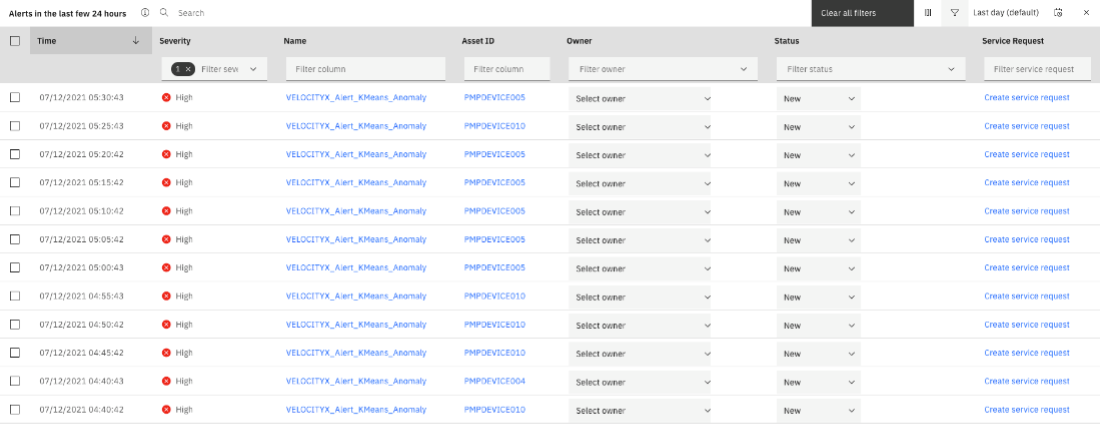 Alerts in the last few 24 hours Search Clear all filters Last day (default)
Time Severity Name Asset ID Owner Status Service Request
1 Filter seve Filter column Filter column Filter owner Filter status Filter service request
07/12/2021 05:30:43 High VELOCITYX_Alert_KMeans_Anomaly PMPDEVICE005 Select owner New Create service request
07/12/2021 05:25:43 High VELOCITYX_Alert_KMeans_Anomaly PMPDEVICE010 Select owner New Create service request
07/12/2021 05:20:42 High VELOCITYX_Alert_KMeans_Anomaly PMPDEVICE005 Select owner New Create service request
07/12/2021 05:15:42 High VELOCITYX_Alert_KMeans_Anomaly PMPDEVICE005 Select owner New Create service request
07/12/2021 05:10:42 High VELOCITYX_Alert_KMeans_Anomaly PMPDEVICE005 Select owner New Create service request
07/12/2021 05:05:42 High VELOCITYX_Alert_KMeans_Anomaly PMPDEVICE005 Select owner New Create service request
07/12/2021 05:00:43 High VELOCITYX_Alert_KMeans_Anomaly PMPDEVICE005 Select owner New Create service request
07/12/2021 04:55:43 High VELOCITYX_Alert_KMeans_Anomaly PMPDEVICE010 Select owner New Create service request
07/12/2021 04:50:42 High VELOCITYX_Alert_KMeans_Anomaly PMPDEVICE010 Select owner New Create service request
07/12/2021 04:45:42 High VELOCITYX_Alert_KMeans_Anomaly PMPDEVICE010 Select owner New Create service request
07/12/2021 04:40:43 High VELOCITYX_Alert_KMeans_Anomaly PMPDEVICE004 Select owner New Create service request
07/12/2021 04:40:42 High VELOCITYX_Alert_KMeans_Anomaly PMPDEVICE010 Select owner New Create service request